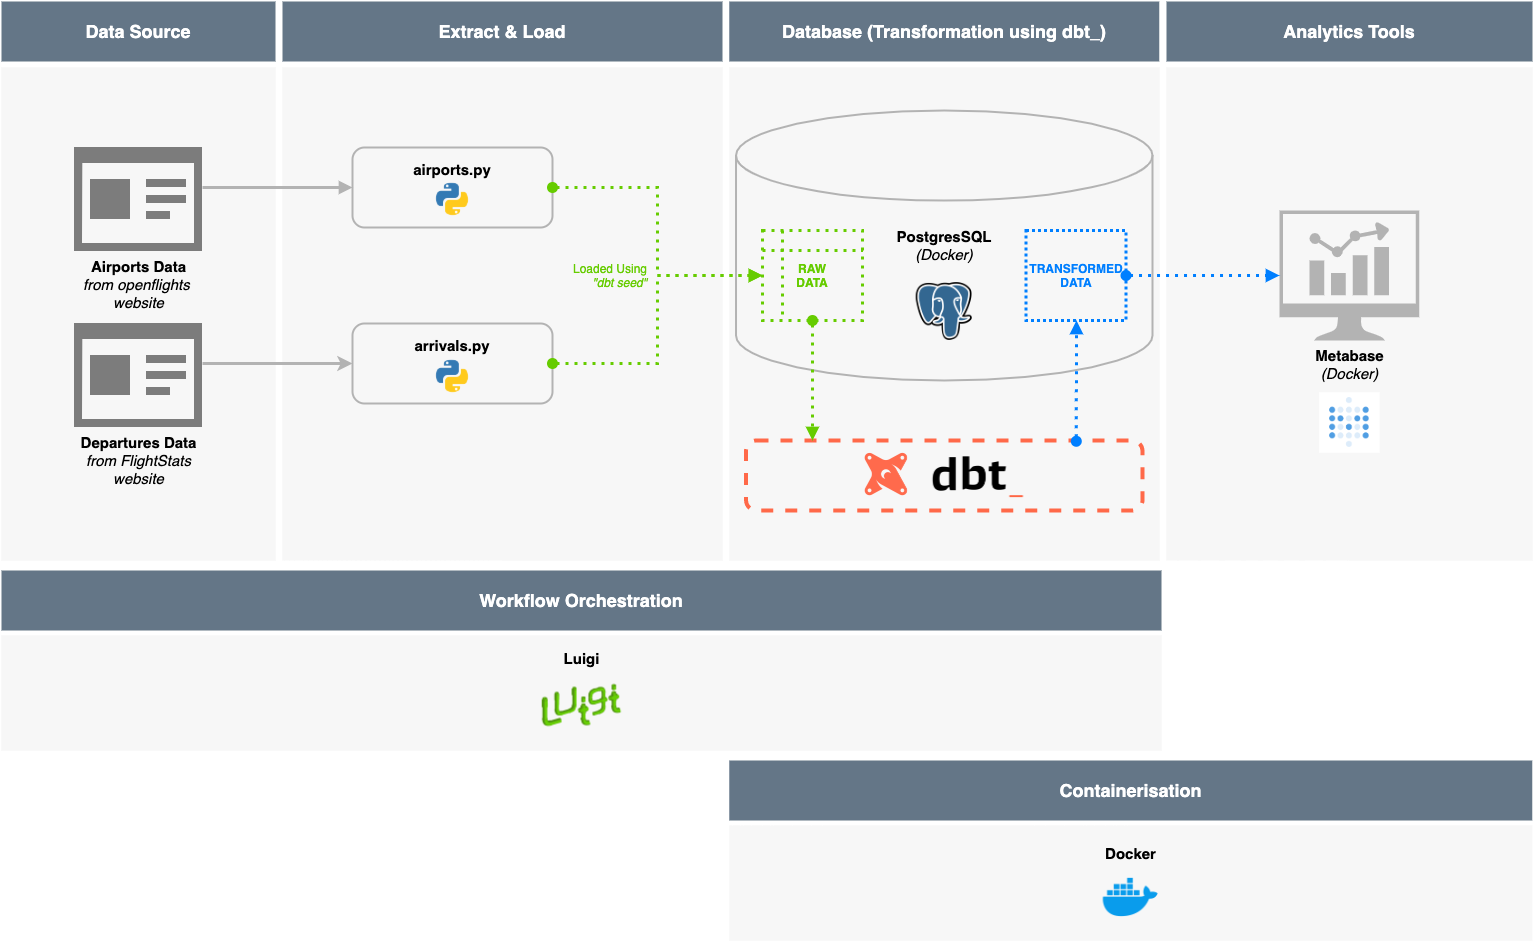 Data Source
Extract & Load
Database (Transformation using dbt_)
Analytics Tools
airports.py
Airports Data
from openflights
website
Loaded Using
"dbt seed"
RAW
DATA
PostgresSQL
(Docker)
TRANSFORMED
DATA
arrivals.py
Metabase
(Docker)
Departures Data
from FlightStats
website
dbt_
Workflow Orchestration
Luigi
Luigi
Containerisation
Docker